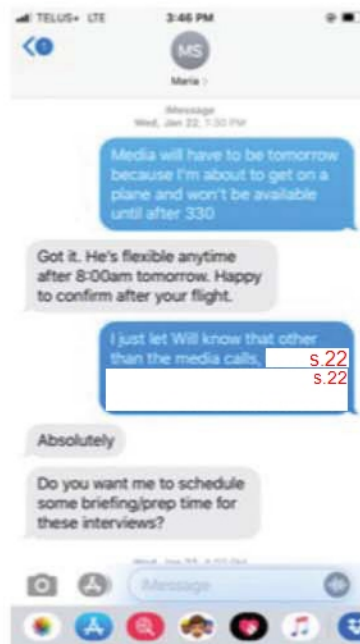 TELUS+ LTE
3:46 PM
MS
Maria >
iMessage
Wed, Jan 22, 1:30 PM
Media will have to be tomorrow
because I'm about to get on a
plane and won't be available
until after 330
Got it. He's flexible anytime
after 8:00am tomorrow. Happy
to confirm after your flight.
I just let Will know that other
than the media calls,
s.22
s.22
Absolutely
Do you want me to schedule
some briefing/prep time for
these interviews?
iMessage